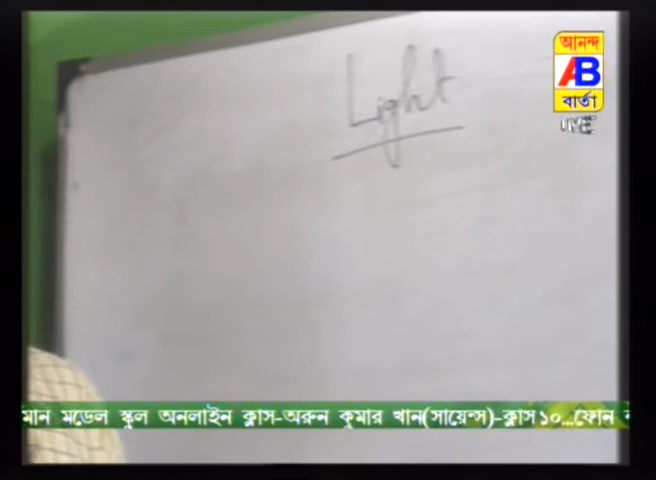 Light
আনন্দ
AB
বার্তা
LIVE
মান মডেল স্কুল অনলাইন ক্লাস-অরুন কুমার খান(সায়েন্স)-ক্লাস ১০...ফোন